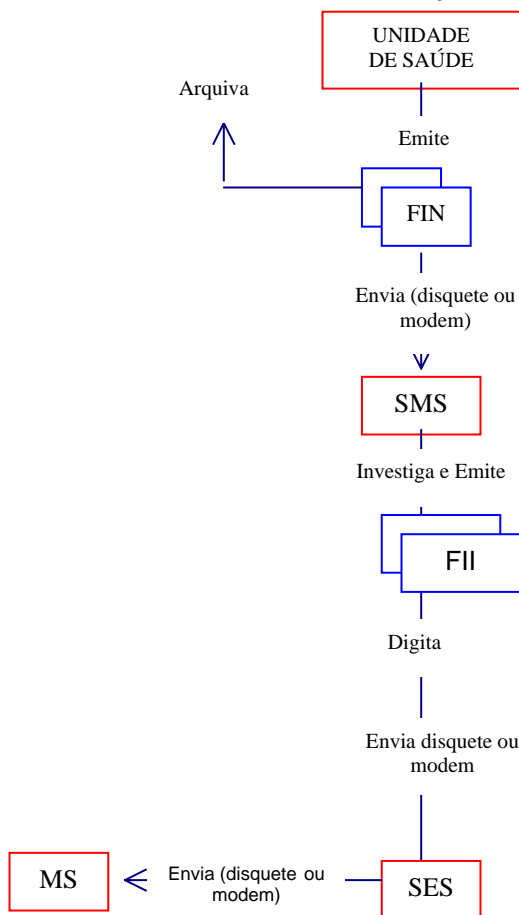 UNIDADE
DE SAÚDE
Arquiva
Emite
FIN
Envia (disquete ou
modem)
SMS
Investiga e Emite
FII
Digita
Envia disquete ou
modem
MS
Envia (disquete ou
modem)
SES